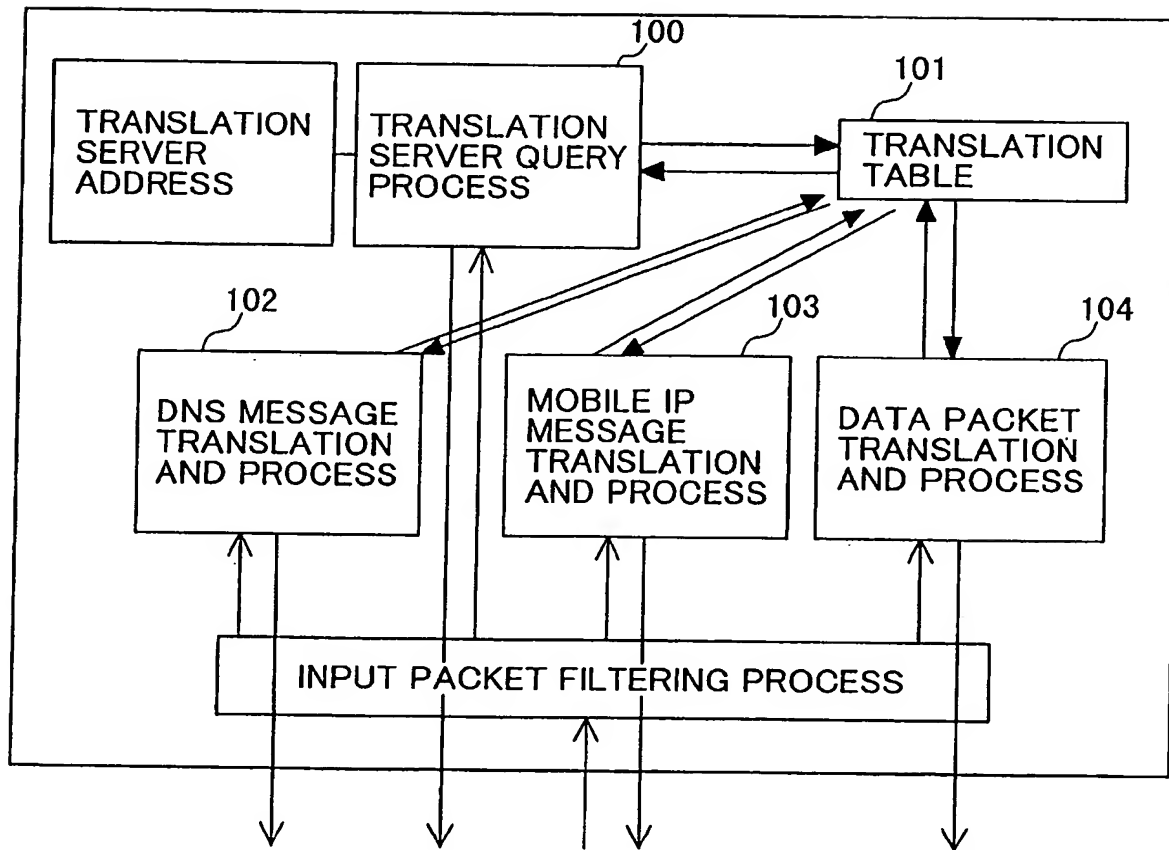 100
101
TRANSLATION
SERVER
ADDRESS
TRANSLATION
SERVER QUERY
PROCESS
TRANSLATION
TABLE
102
103
104
DNS MESSAGE
TRANSLATION
AND PROCESS
MOBILE IP
MESSAGE
TRANSLATION
AND PROCESS
DATA PACKET
TRANSLATION
AND PROCESS
INPUT PACKET FILTERING PROCESS